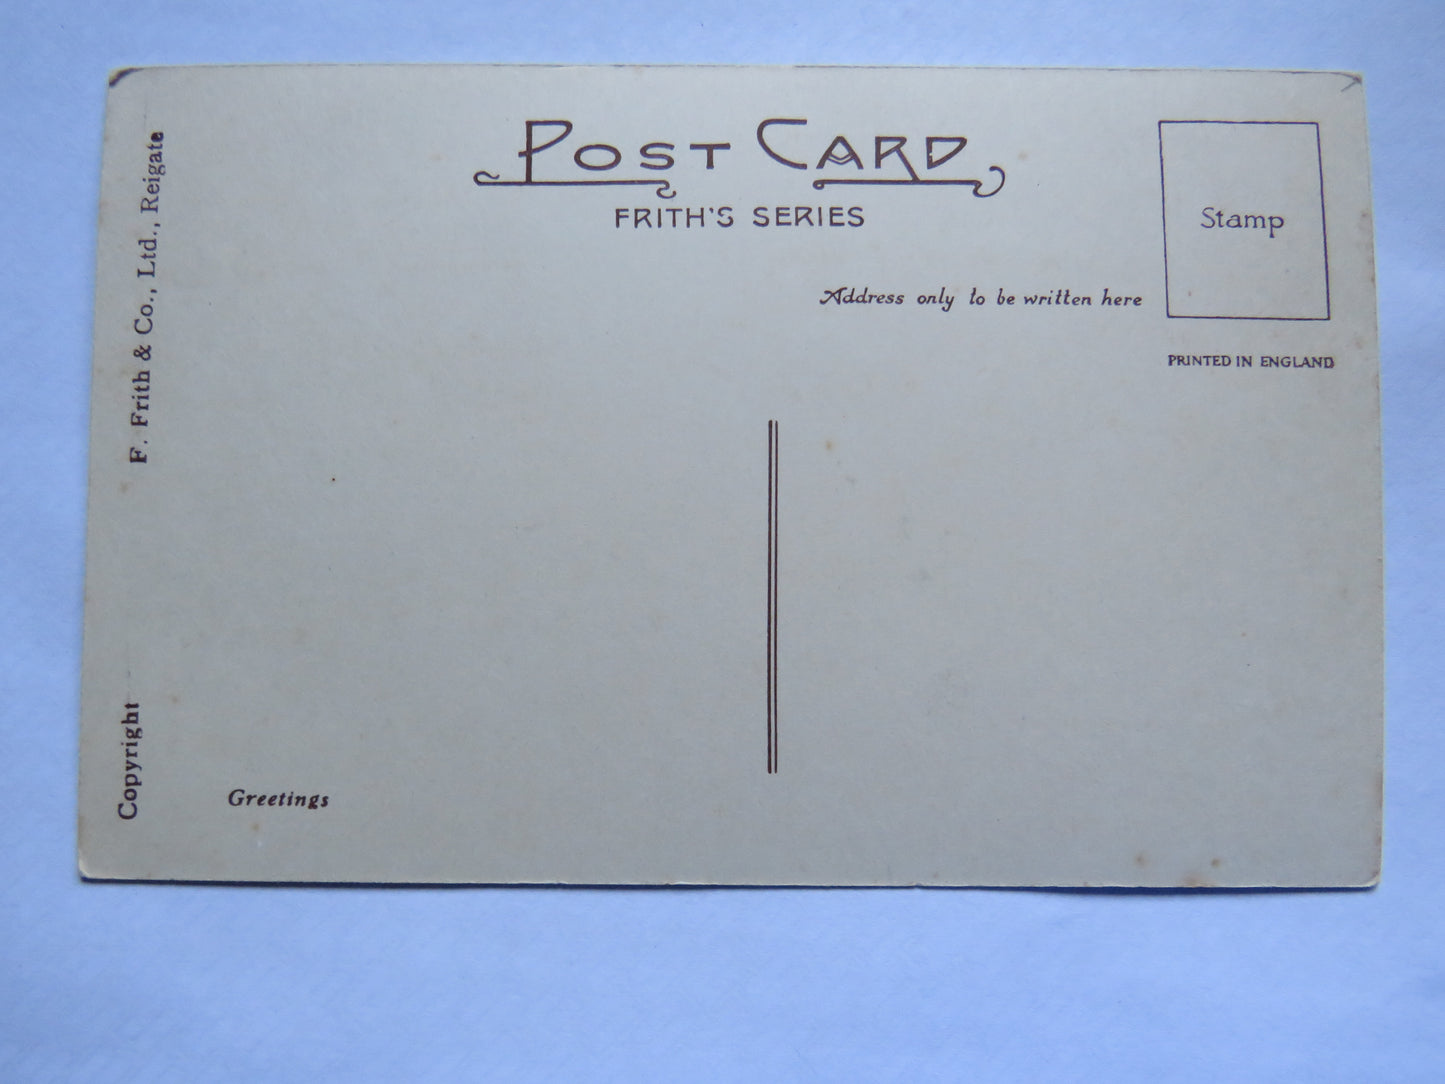 POST CARD
FRITH'S SERIES
Stamp
Address only to be written here
PRINTED IN ENGLAND
F. Frith & Co., Ltd., Reigate
Copyright
Greetings